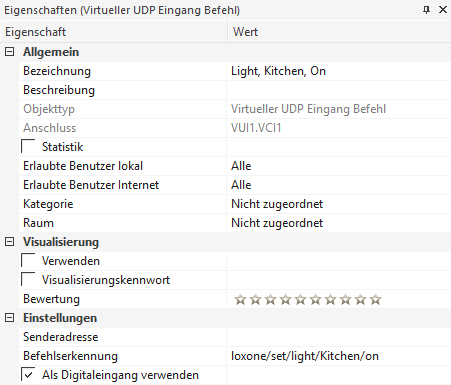 Eigenschaften (Virtueller UDP Eingang Befehl)
Eigenschaft Wert
Allgemein
Bezeichnung Light, Kitchen, On
Beschreibung
Objekttyp Virtueller UDP Eingang Befehl
Anschluss VUI1.VCI1
Statistik
Erlaubte Benutzer lokal Alle
Erlaubte Benutzer Internet Alle
Kategorie Nicht zugeordnet
Raum Nicht zugeordnet
Visualisierung
Verwenden
Visualisierungskennwort
Bewertung
Einstellungen
Senderadresse
Befehlserkennung loxone/set/light/Kitchen/on
Als Digitaleingang verwenden